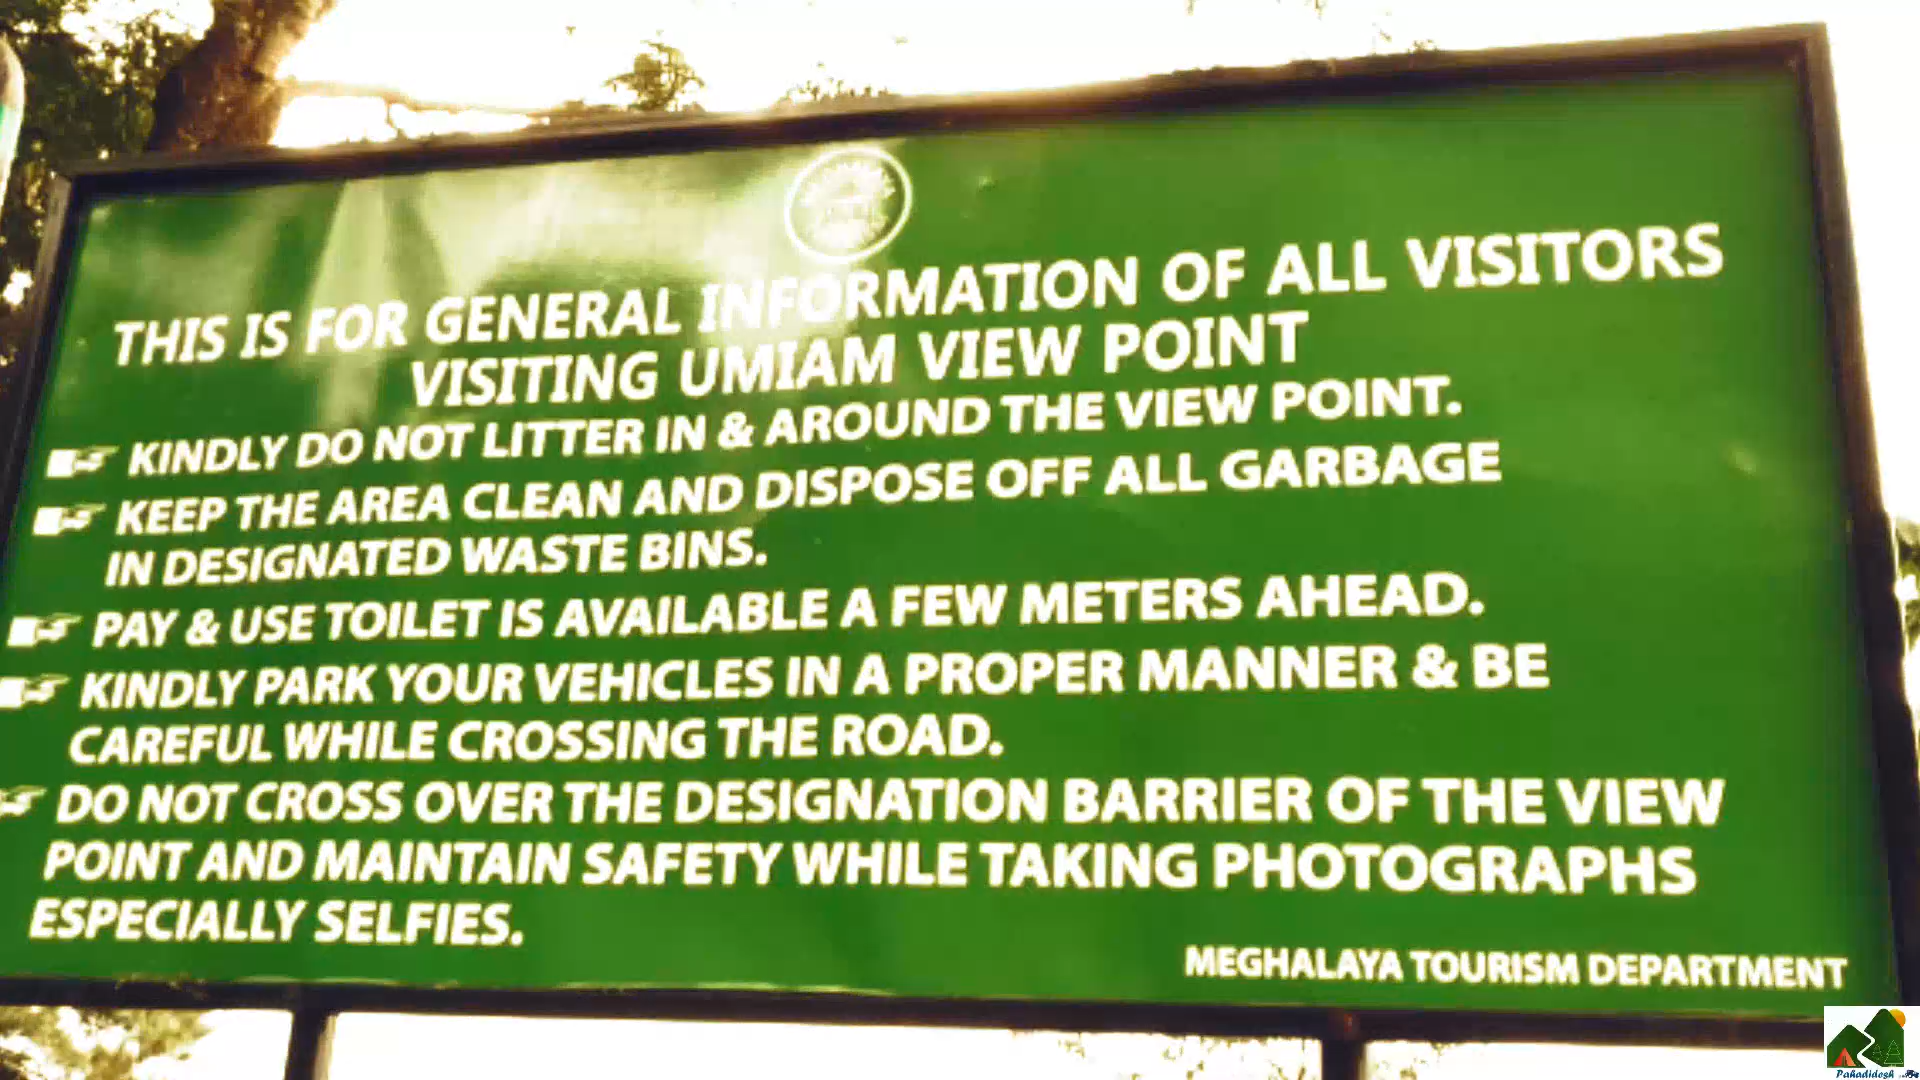 THIS IS FOR GENERAL INFORMATION OF ALL VISITORS
VISITING UMIAM VIEW POINT
KINDLY DO NOT LITTER IN & AROUND THE VIEW POINT.
KEEP THE AREA CLEAN AND DISPOSE OFF ALL GARBAGE
IN DESIGNATED WASTE BINS.
PAY & USE TOILET IS AVAILABLE A FEW METERS AHEAD.
KINDLY PARK YOUR VEHICLES IN A PROPER MANNER & BE
CAREFUL WHILE CROSSING THE ROAD.
DO NOT CROSS OVER THE DESIGNATION BARRIER OF THE VIEW
POINT AND MAINTAIN SAFETY WHILE TAKING PHOTOGRAPHS
ESPECIALLY SELFIES.
MEGHALAYA TOURISM DEPARTMENT
Pahadidesh